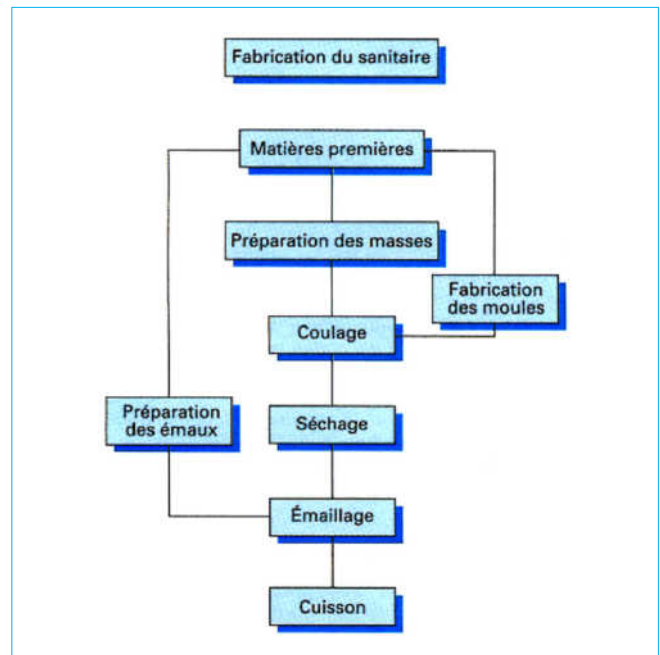 Fabrication du sanitaire
Matières premières
Préparation des masses
Fabrication
des moules
Coulage
Préparation
des émaux
Séchage
Émaillage
Cuisson